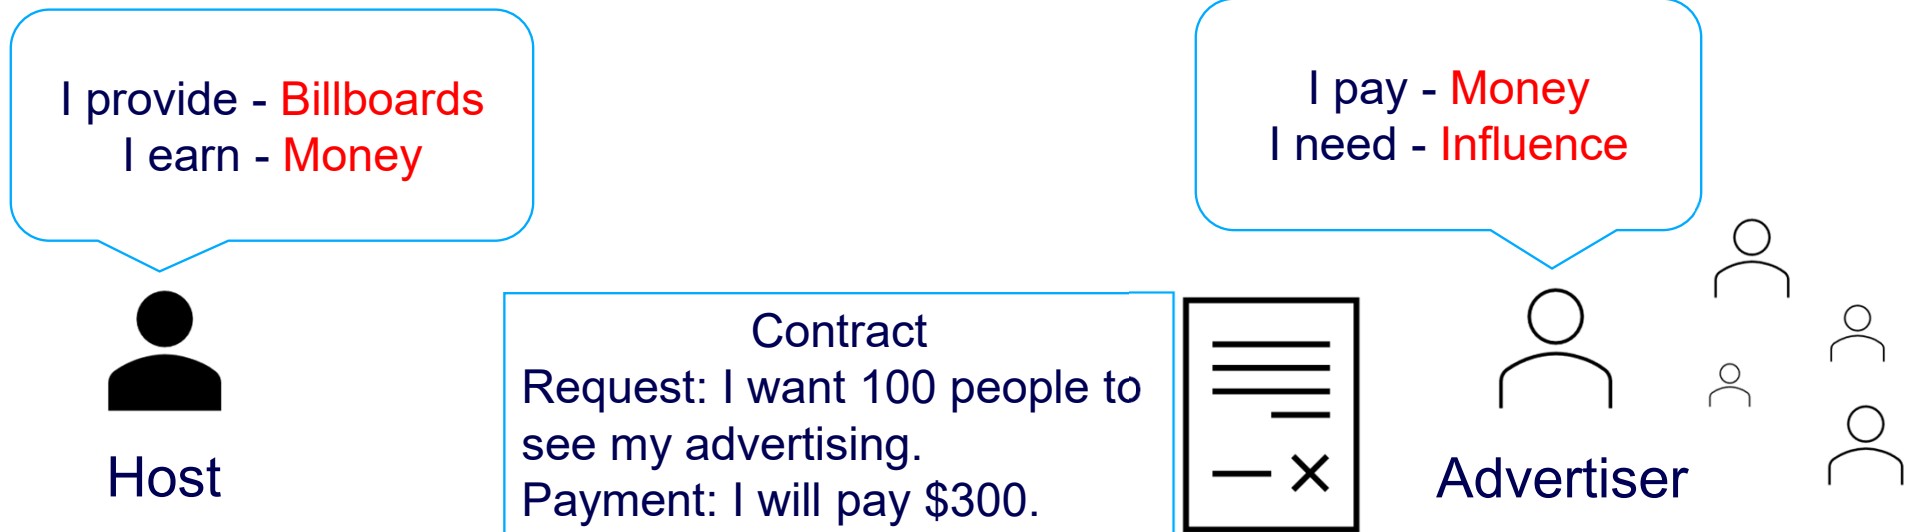 I provide - Billboards
I earn - Money
I pay - Money
I need - Influence
Host
Contract
Request: I want 100 people to
see my advertising.
Payment: I will pay $300.
Advertiser